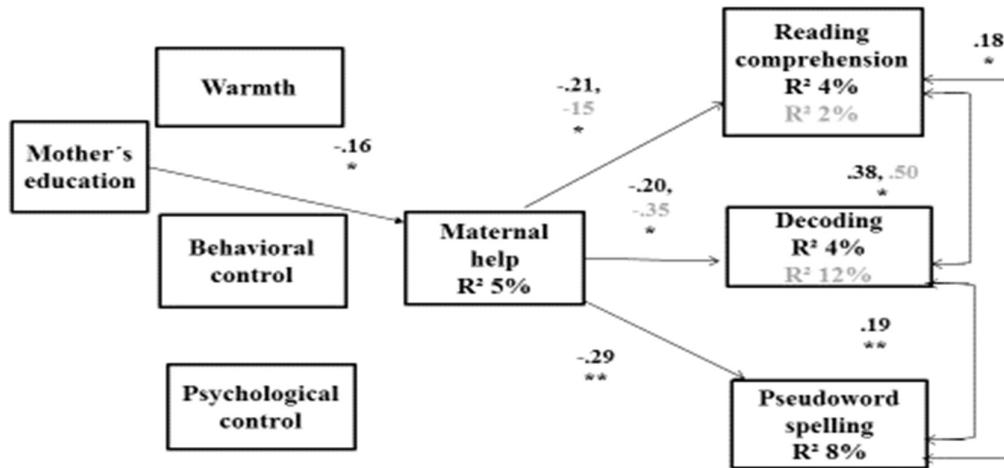 Reading
comprehension
R² 4%
R² 2%
.18
*
Warmth
-.21,
-15
*
Mother´s
education
-.16
*
.38, .50
*
-.20,
-.35
*
Maternal
help
R² 5%
Decoding
R² 4%
R² 12%
Behavioral
control
.19
**
-.29
**
Psychological
control
Pseudoword
spelling
R² 8%